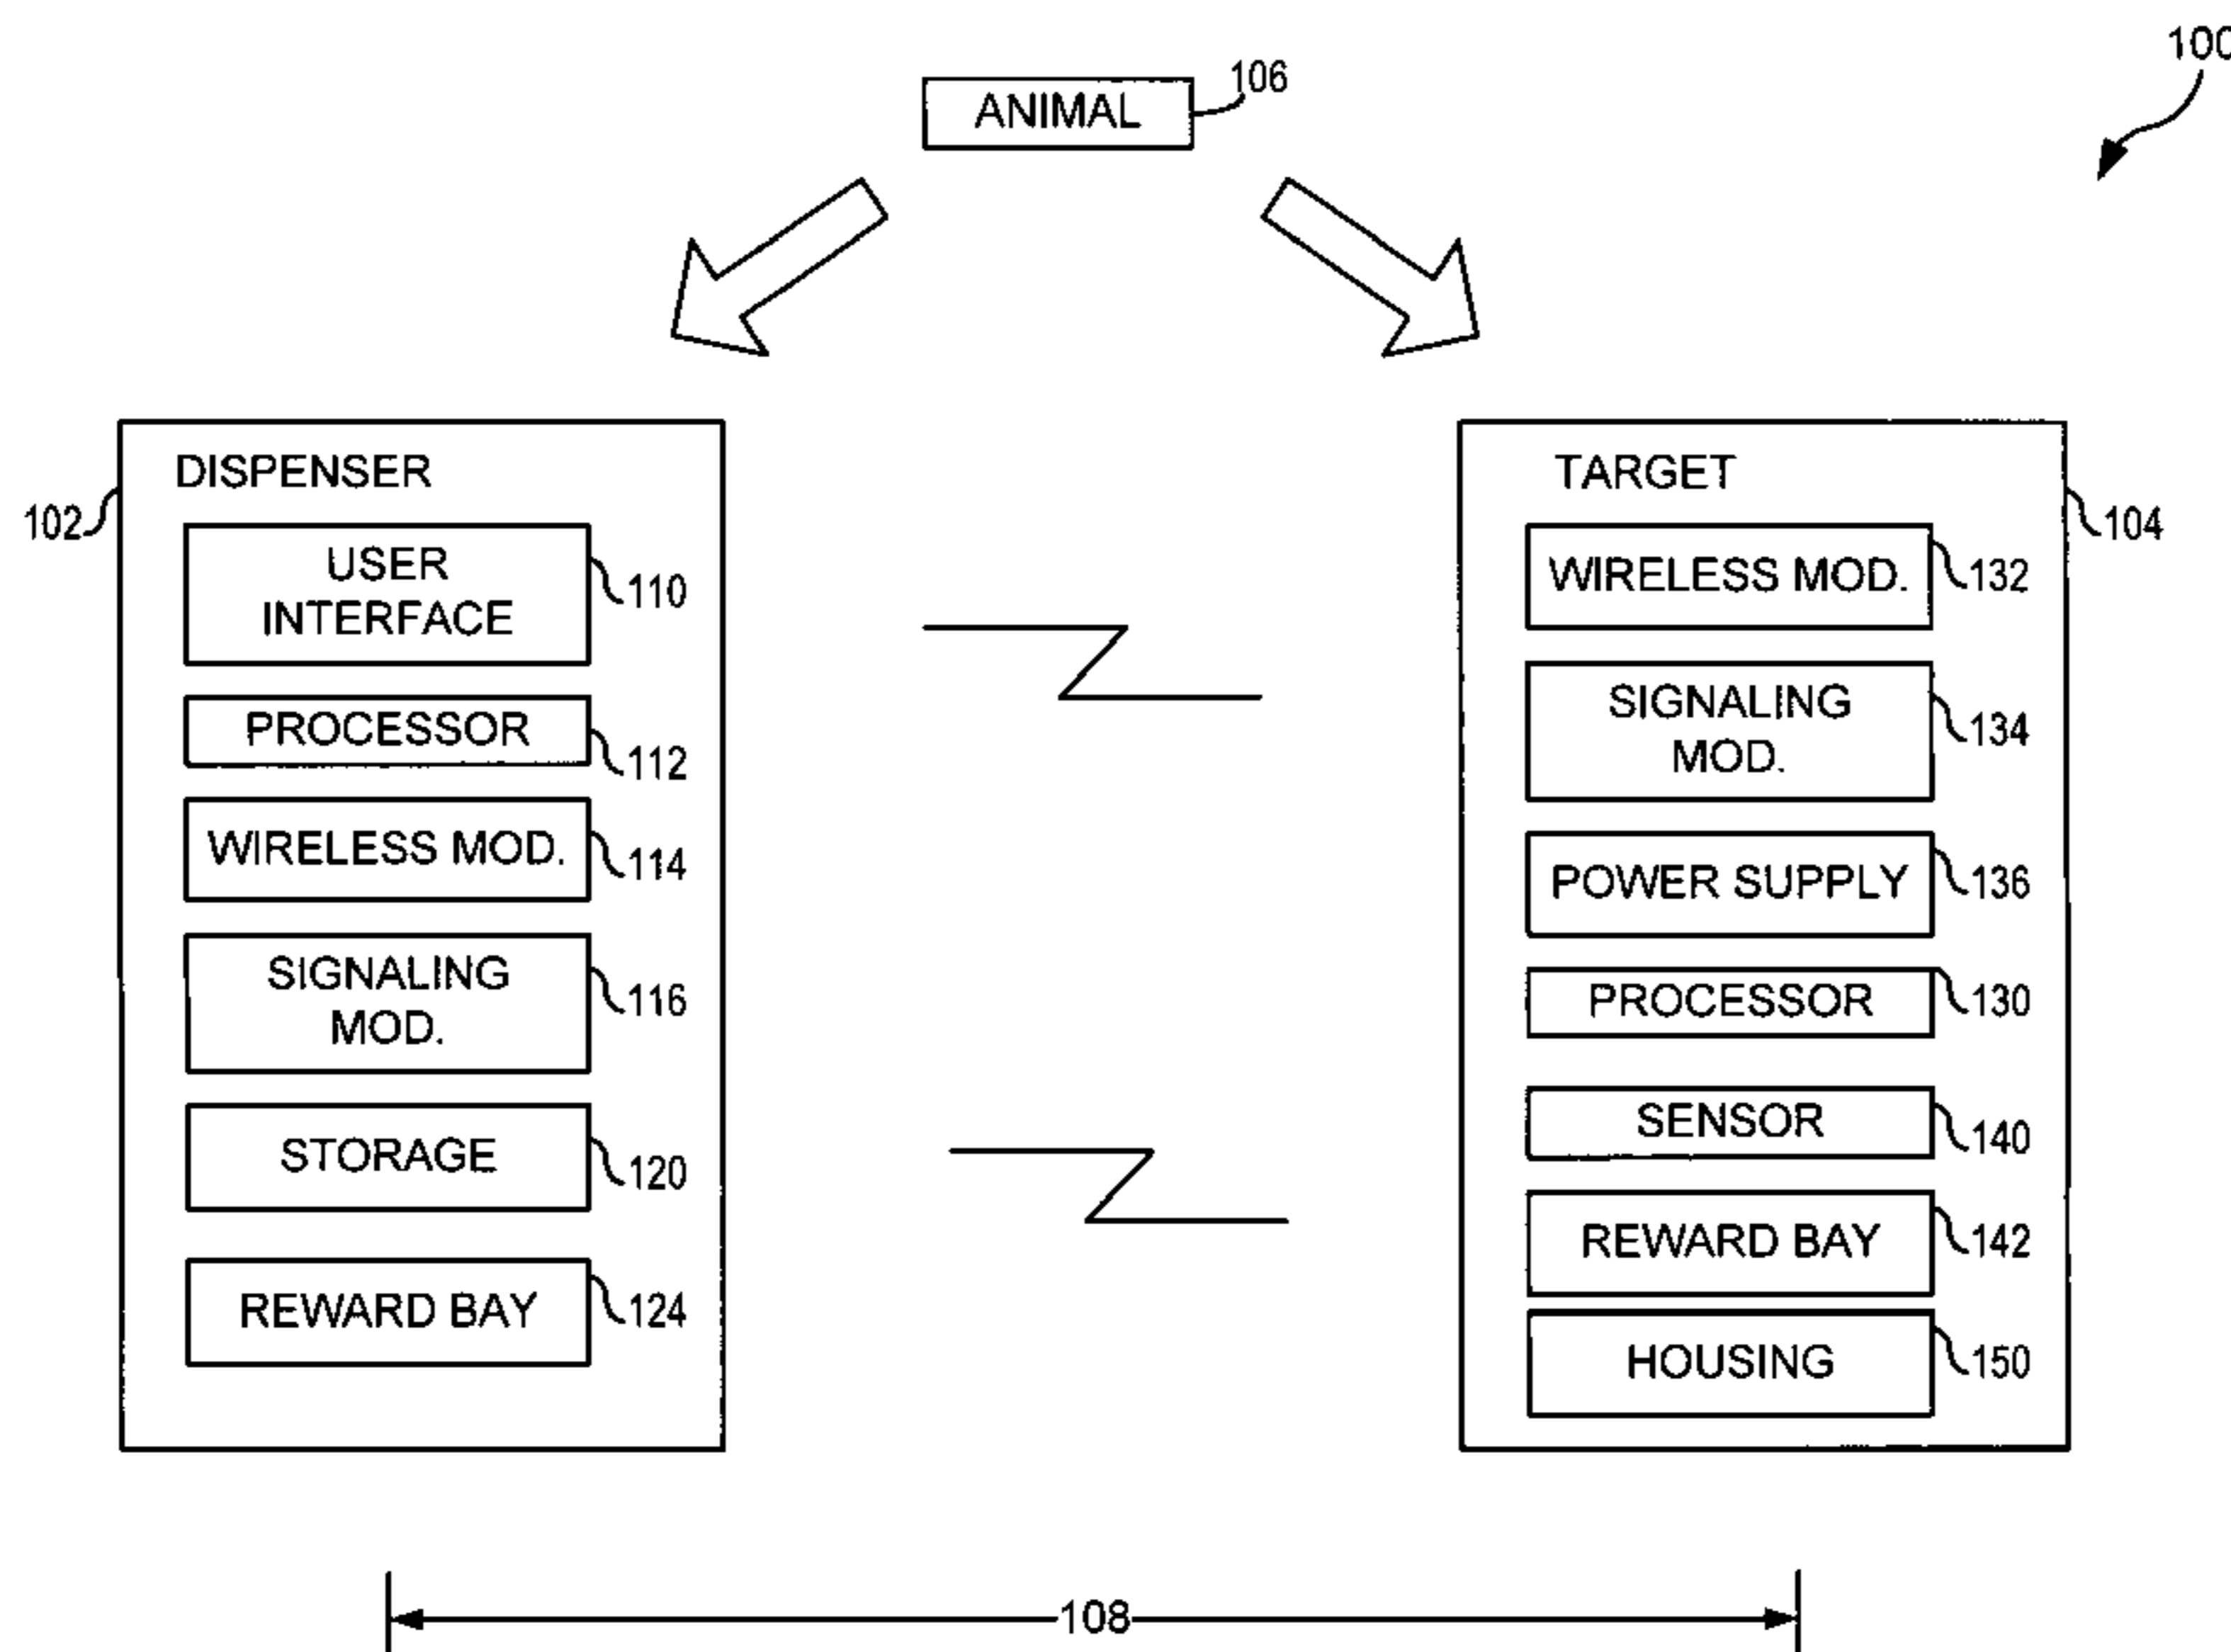 100
ANIMAL
106
DISPENSER
102
USER
INTERFACE
110
PROCESSOR
112
WIRELESS MOD.
114
SIGNALING
MOD.
116
STORAGE
120
REWARD BAY
124
TARGET
104
WIRELESS MOD.
132
SIGNALING
MOD.
134
POWER SUPPLY
136
PROCESSOR
130
SENSOR
140
REWARD BAY
142
HOUSING
150
108